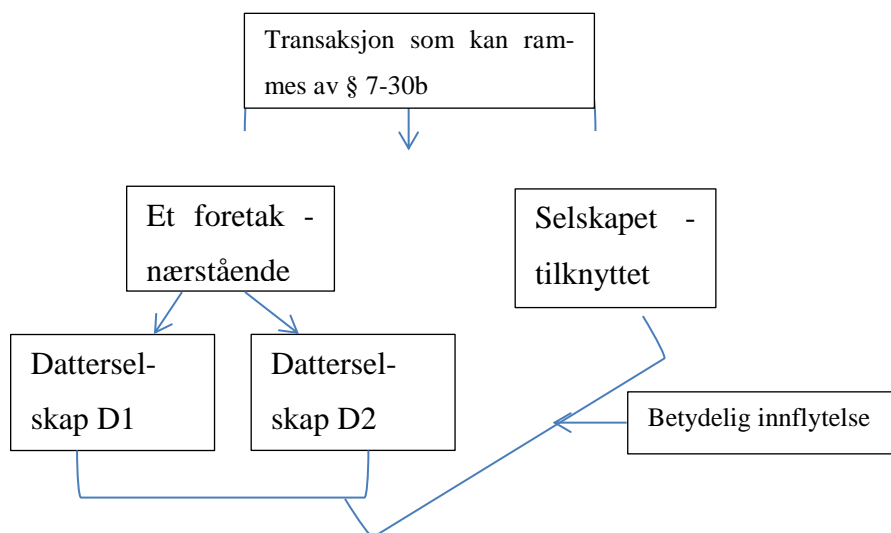 Transaksjon som kan ram-
mes av § 7-30b
Et foretak -
nærstående
Selskapet -
tilknyttet
Dattersel-
skap D1
Dattersel-
skap D2
Betydelig innflytelse